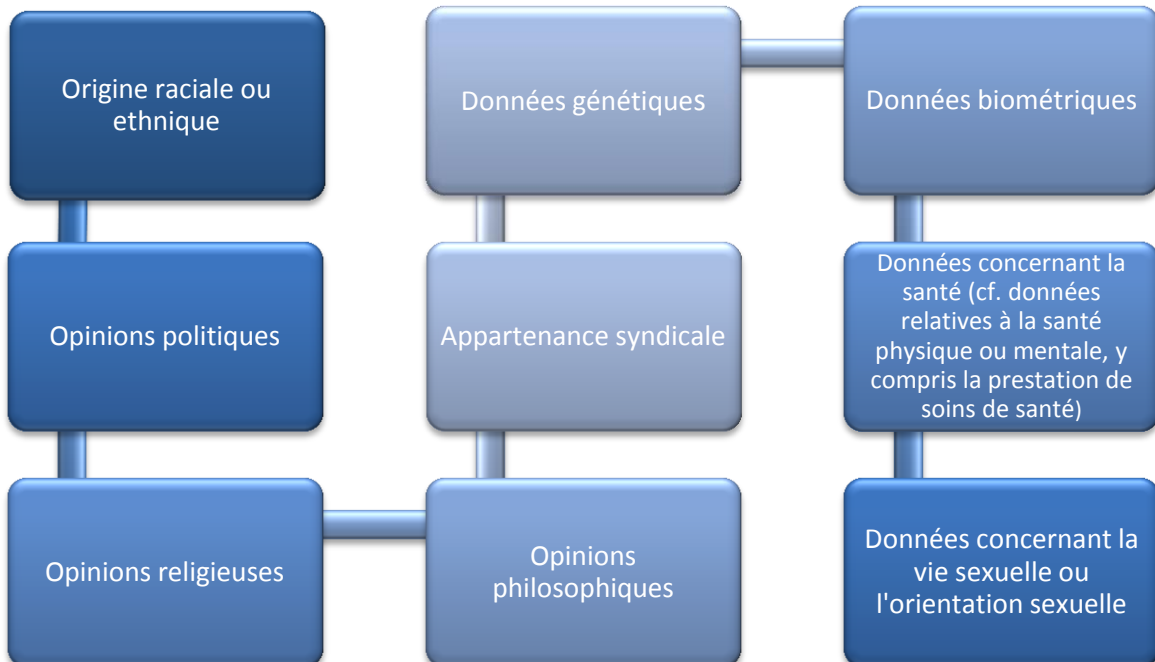 Origine raciale ou
ethnique
Opinions politiques
Opinions religieuses
Opinions
philosophiques
Appartenance syndicale
Données génétiques
Données biométriques
Données concernant la
santé (cf. données
relatives à la santé
physique ou mentale, y
compris la prestation de
soins de santé)
Données concernant la
vie sexuelle ou
l'orientation sexuelle